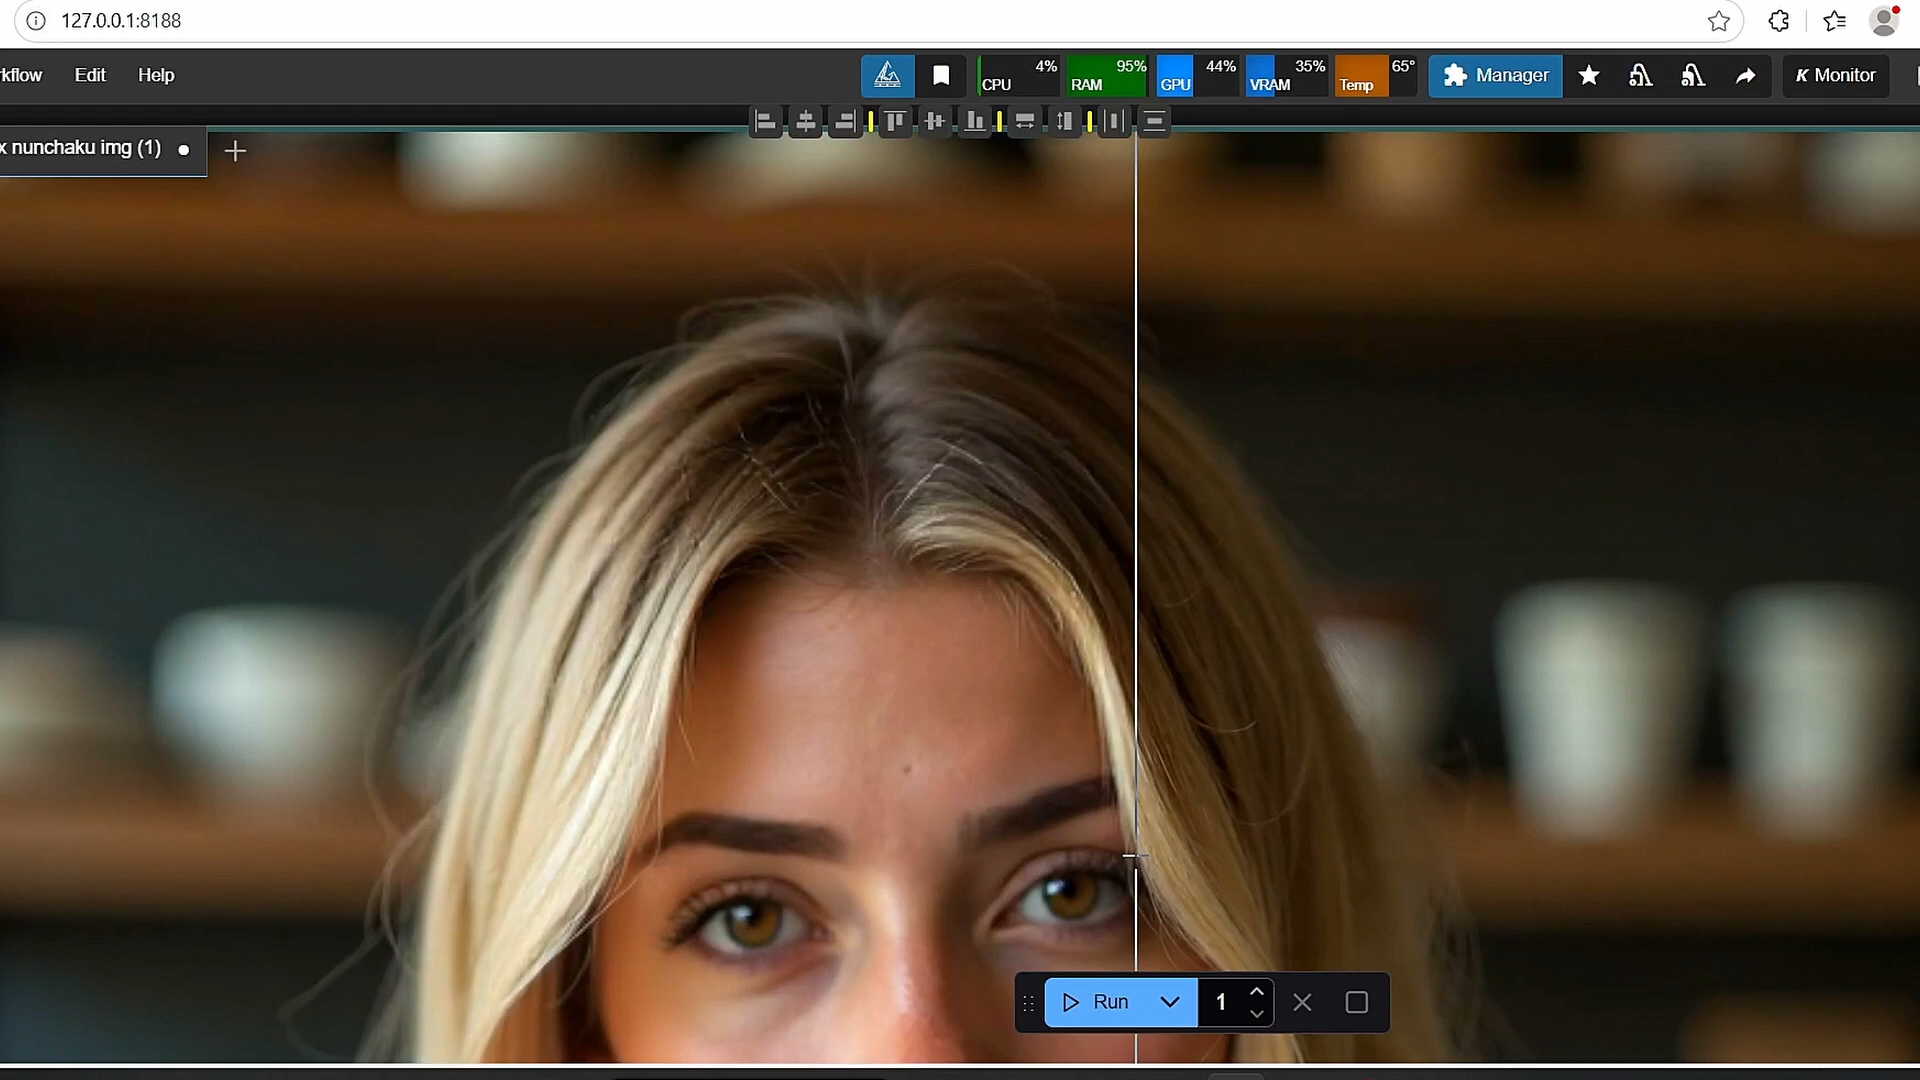 127.0.0.1:8188
rkflow Edit Help
CPU 4% RAM 95% GPU 44% VRAM 35% Temp 65° Manager K Monitor
x nunchaku img (1)
Run 1